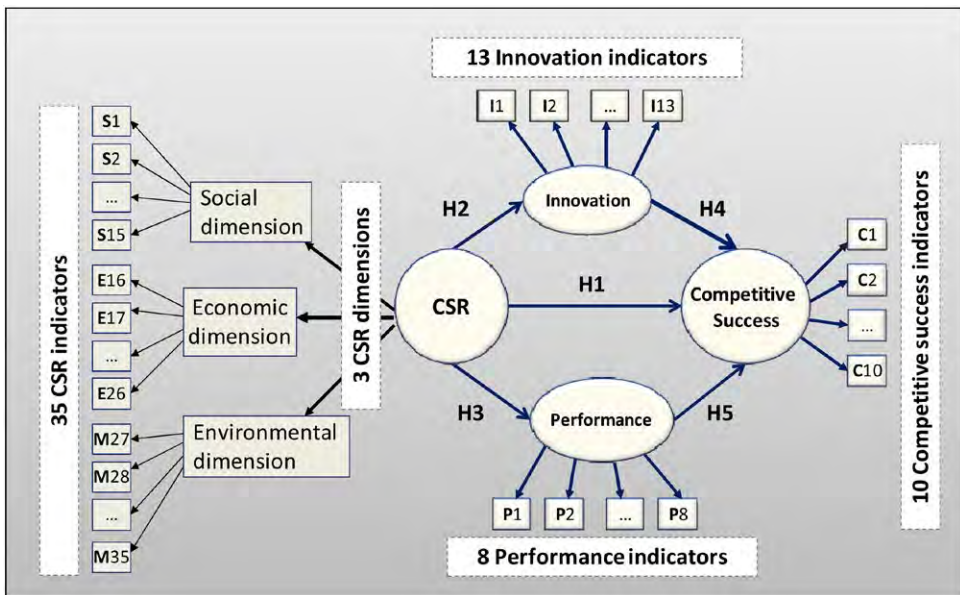 13 Innovation indicators
I1
I2
...
I13
35 CSR indicators
S1
S2
...
S15
E16
E17
...
E26
M27
M28
...
M35
Social
dimension
Economic
dimension
Environmental
dimension
3 CSR dimensions
CSR
H2
H1
H3
Innovation
Performance
H4
H5
Competitive
Success
C1
C2
...
C10
10 Competitive success indicators
P1
P2
...
P8
8 Performance indicators